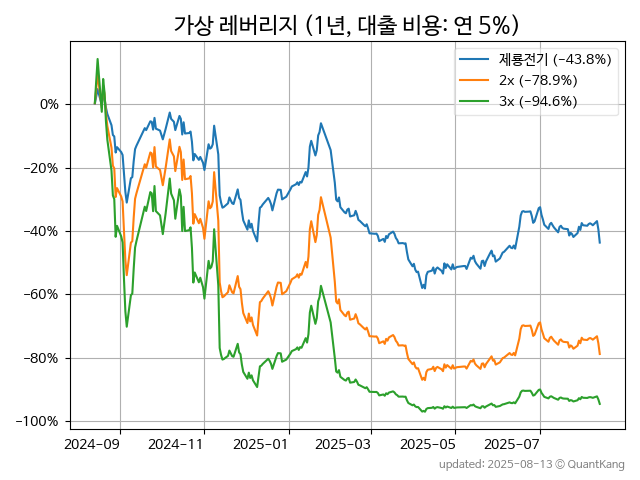 가상 레버리지 (1년, 대출 비용: 연 5%)
제룡전기 (−43.8%)
2x (−78.9%)
3x (−94.6%)
0%
−20%
−40%
−60%
−80%
−100%
2024-09 2024-11 2025-01 2025-03 2025-05 2025-07
updated: 2025-08-13 © QuantKang